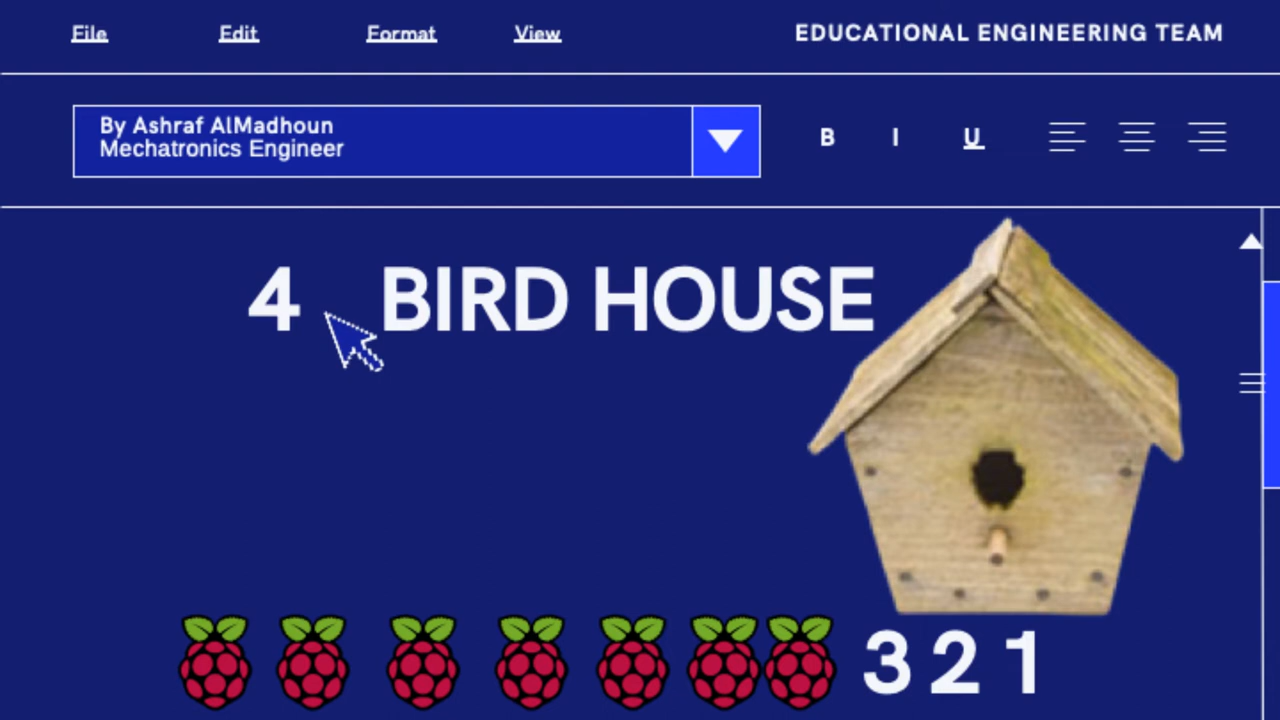 File Edit Format View EDUCATIONAL ENGINEERING TEAM
By Ashraf AlMadhoun
Mechatronics Engineer
B I U
4 BIRD HOUSE
3 2 1